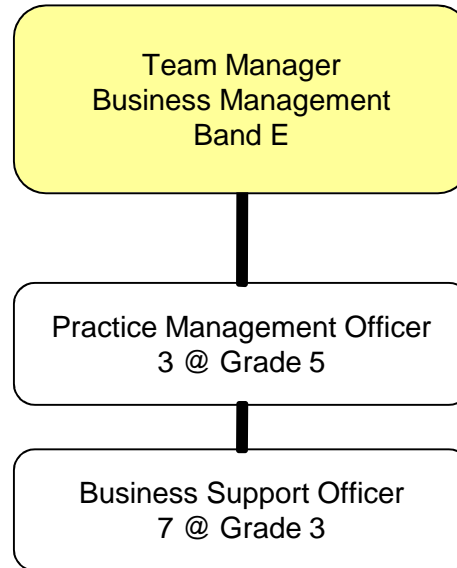 Team Manager
Business Management
Band E
Practice Management Officer
3 @ Grade 5
Business Support Officer
7 @ Grade 3